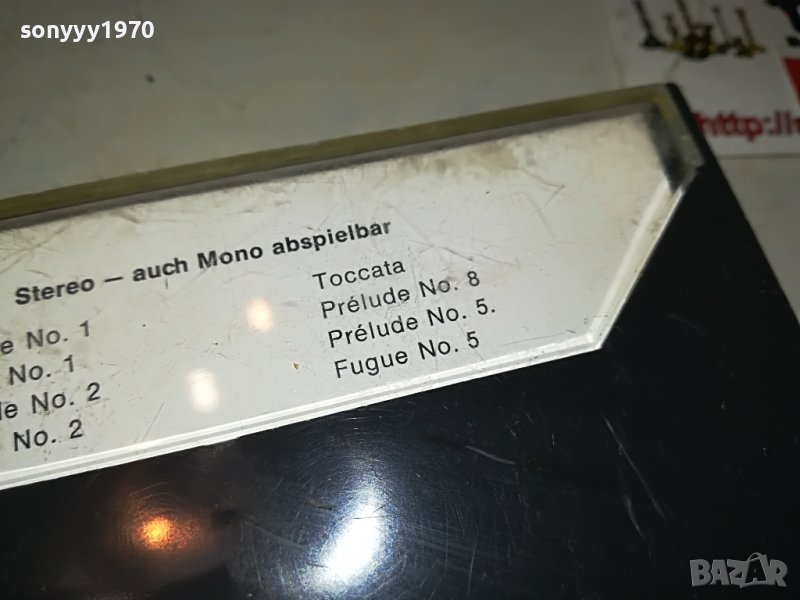 sonyyy1970
http://
Stereo – auch Mono abspielbar
No. 1
No. 1
No. 2
No. 2
Toccata
Prélude No. 8
Prélude No. 5.
Fugue No. 5
BAZAR